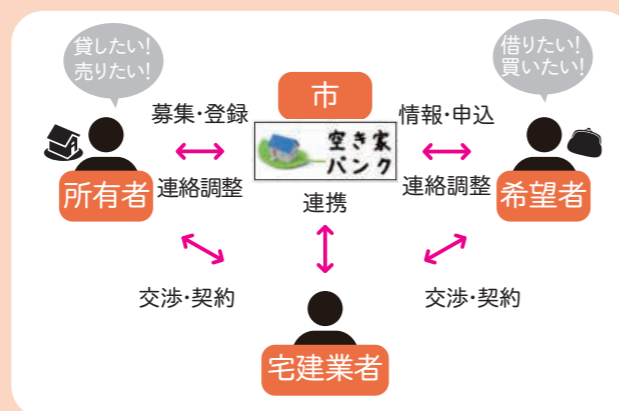 貸したい!
売りたい!
借りたい!
買いたい!
市
募集・登録
情報・申込
空き家
バンク
所有者
連絡調整
連携
連絡調整
希望者
交渉・契約
交渉・契約
宅建業者